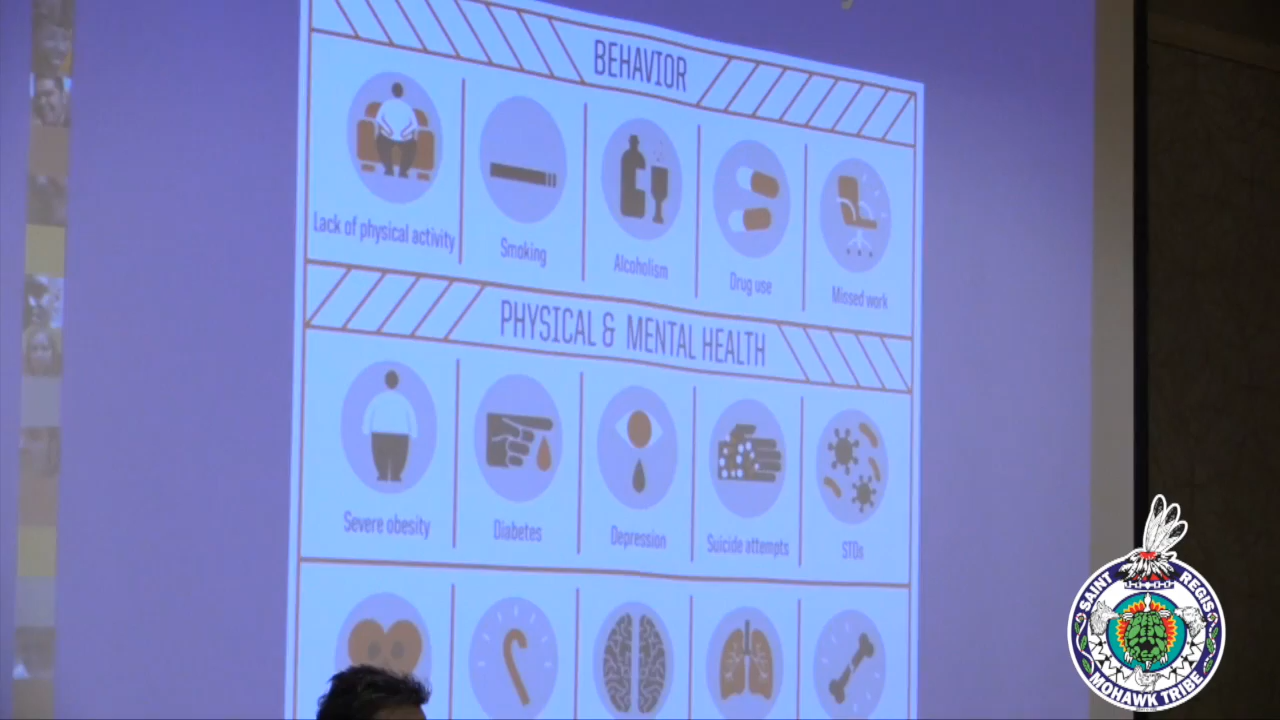 BEHAVIOR
Lack of physical activity
Smoking
Alcoholism
Drug use
Missed work
PHYSICAL & MENTAL HEALTH
Severe obesity
Diabetes
Depression
Suicide attempts
STDs
SAINT REGIS
MOHAWK TRIBE